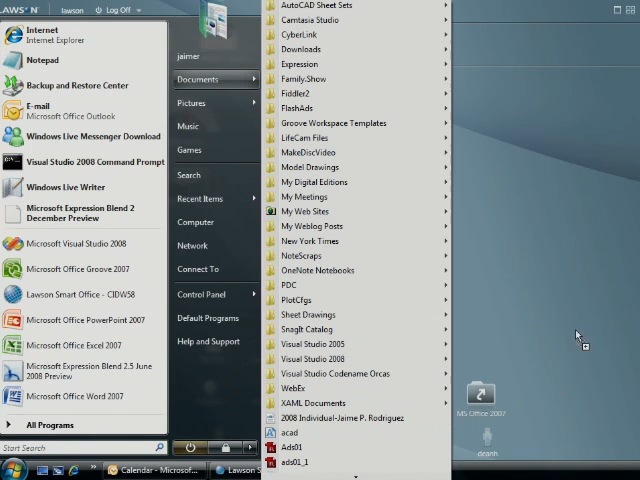 LAWSON lawson Log Off
Internet
Internet Explorer
Notepad
Backup and Restore Center
E-mail
Microsoft Office Outlook
Windows Live Messenger Download
Visual Studio 2008 Command Prompt
Windows Live Writer
Microsoft Expression Blend 2
December Preview
Microsoft Visual Studio 2008
Microsoft Office Groove 2007
Lawson Smart Office - CIDW58
Microsoft Office PowerPoint 2007
Microsoft Office Excel 2007
Microsoft Expression Blend 2.5 June
2008 Preview
Microsoft Office Word 2007
All Programs
Start Search
jaimer
Documents
Pictures
Music
Games
Search
Recent Items
Computer
Network
Connect To
Control Panel
Default Programs
Help and Support
AutoCAD Sheet Sets
Camtasia Studio
CyberLink
Downloads
Expression
Family.Show
Fiddler2
FlashAds
Groove Workspace Templates
LifeCam Files
MakeDiscVideo
Model Drawings
My Digital Editions
My Meetings
My Web Sites
My Weblog Posts
New York Times
NoteScraps
OneNote Notebooks
PDC
PlotCfgs
Sheet Drawings
SnagIt Catalog
Visual Studio 2005
Visual Studio 2008
Visual Studio Codename Orcas
WebEx
XAML Documents
2008 Individual-Jaime P. Rodriguez
acad
Ads01
ads01_1
MS Office 2007
deanh
Calendar - Microsof...
Lawson S